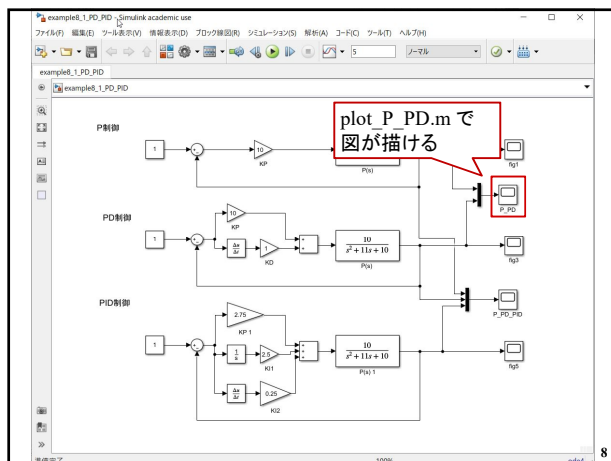 example8_1_PD_PID - Simulink academic use
ファイル(F) 編集(E) ツール表示(V) 情報表示(D) ブロック線図(R) シミュレーション(S) 解析(A) コード(C) ツール(T) ヘルプ(H)
5 ノーマル
example8_1_PD_PID
example8_1_PD_PID
plot_P_PD.m で
図が描ける
P制御
1
10
KP
P(s)
fig1
P_PD
PD制御
10
KP
1
Δu
Δt
1
KD
10
s² + 11s + 10
P(s)
fig3
P_PD_PID
PID制御
2.75
KP 1
1
1
s
2.5
KI1
10
s² + 11s + 10
P(s) 1
fig5
Δu
Δt
0.25
KI2
準備完了 100% ode4
8